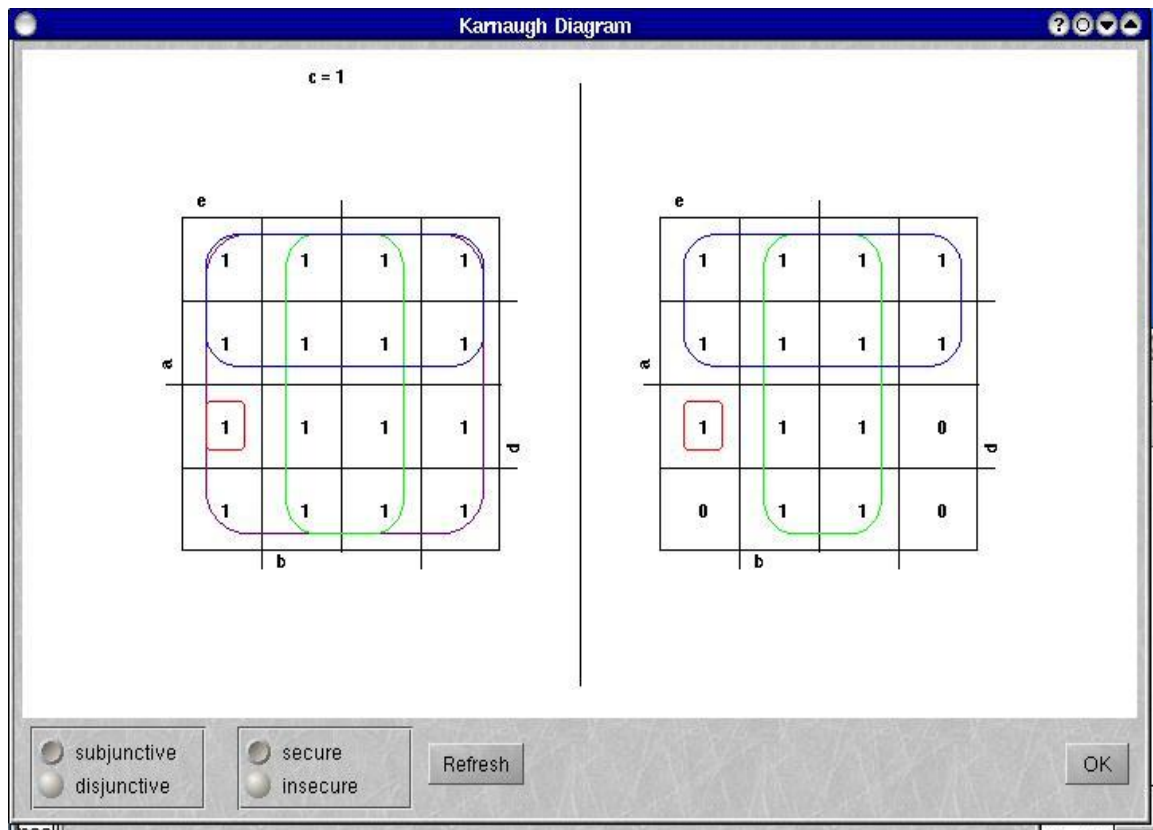 Karnaugh Diagram
?
c = 1
e e
1 1 1 1 1 1 1 1
1 1 1 1 1 1 1 1
a a
1 1 1 1 1 1 1 0
d d
1 1 1 1 0 1 1 0
b b
subjunctive secure
Refresh OK
disjunctive insecure